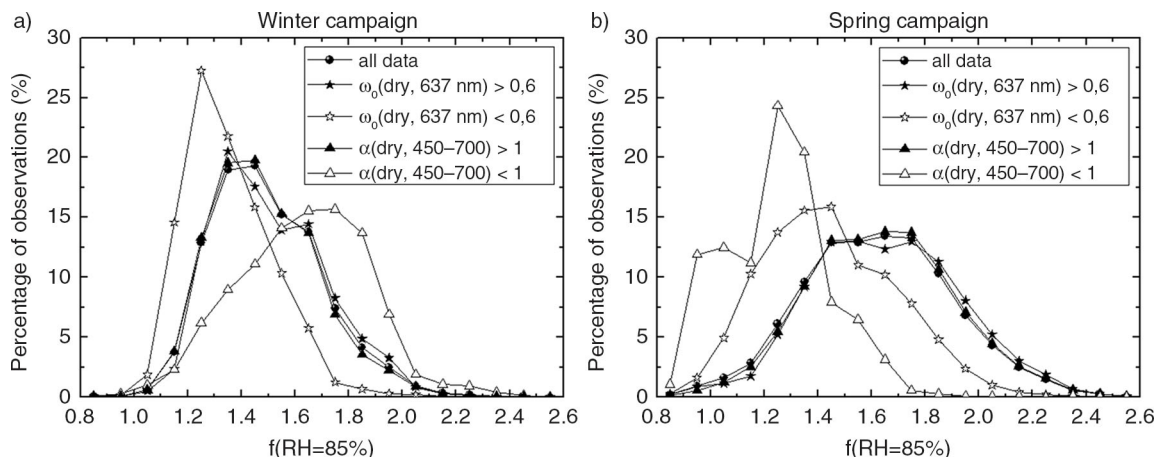 a) Winter campaign
30
25
20
15
10
5
0
Percentage of observations (%)
all data
ω0(dry, 637 nm) > 0,6
ω0(dry, 637 nm) < 0,6
α(dry, 450–700) > 1
α(dry, 450–700) < 1
0.8 1.0 1.2 1.4 1.6 1.8 2.0 2.2 2.4 2.6
f(RH=85%)
b) Spring campaign
30
25
20
15
10
5
0
Percentage of observations (%)
all data
ω0(dry, 637 nm) > 0,6
ω0(dry, 637 nm) < 0,6
α(dry, 450–700) > 1
α(dry, 450–700) < 1
1.0 1.2 1.4 1.6 1.8 2.0 2.2 2.4 2.6
f(RH=85%)